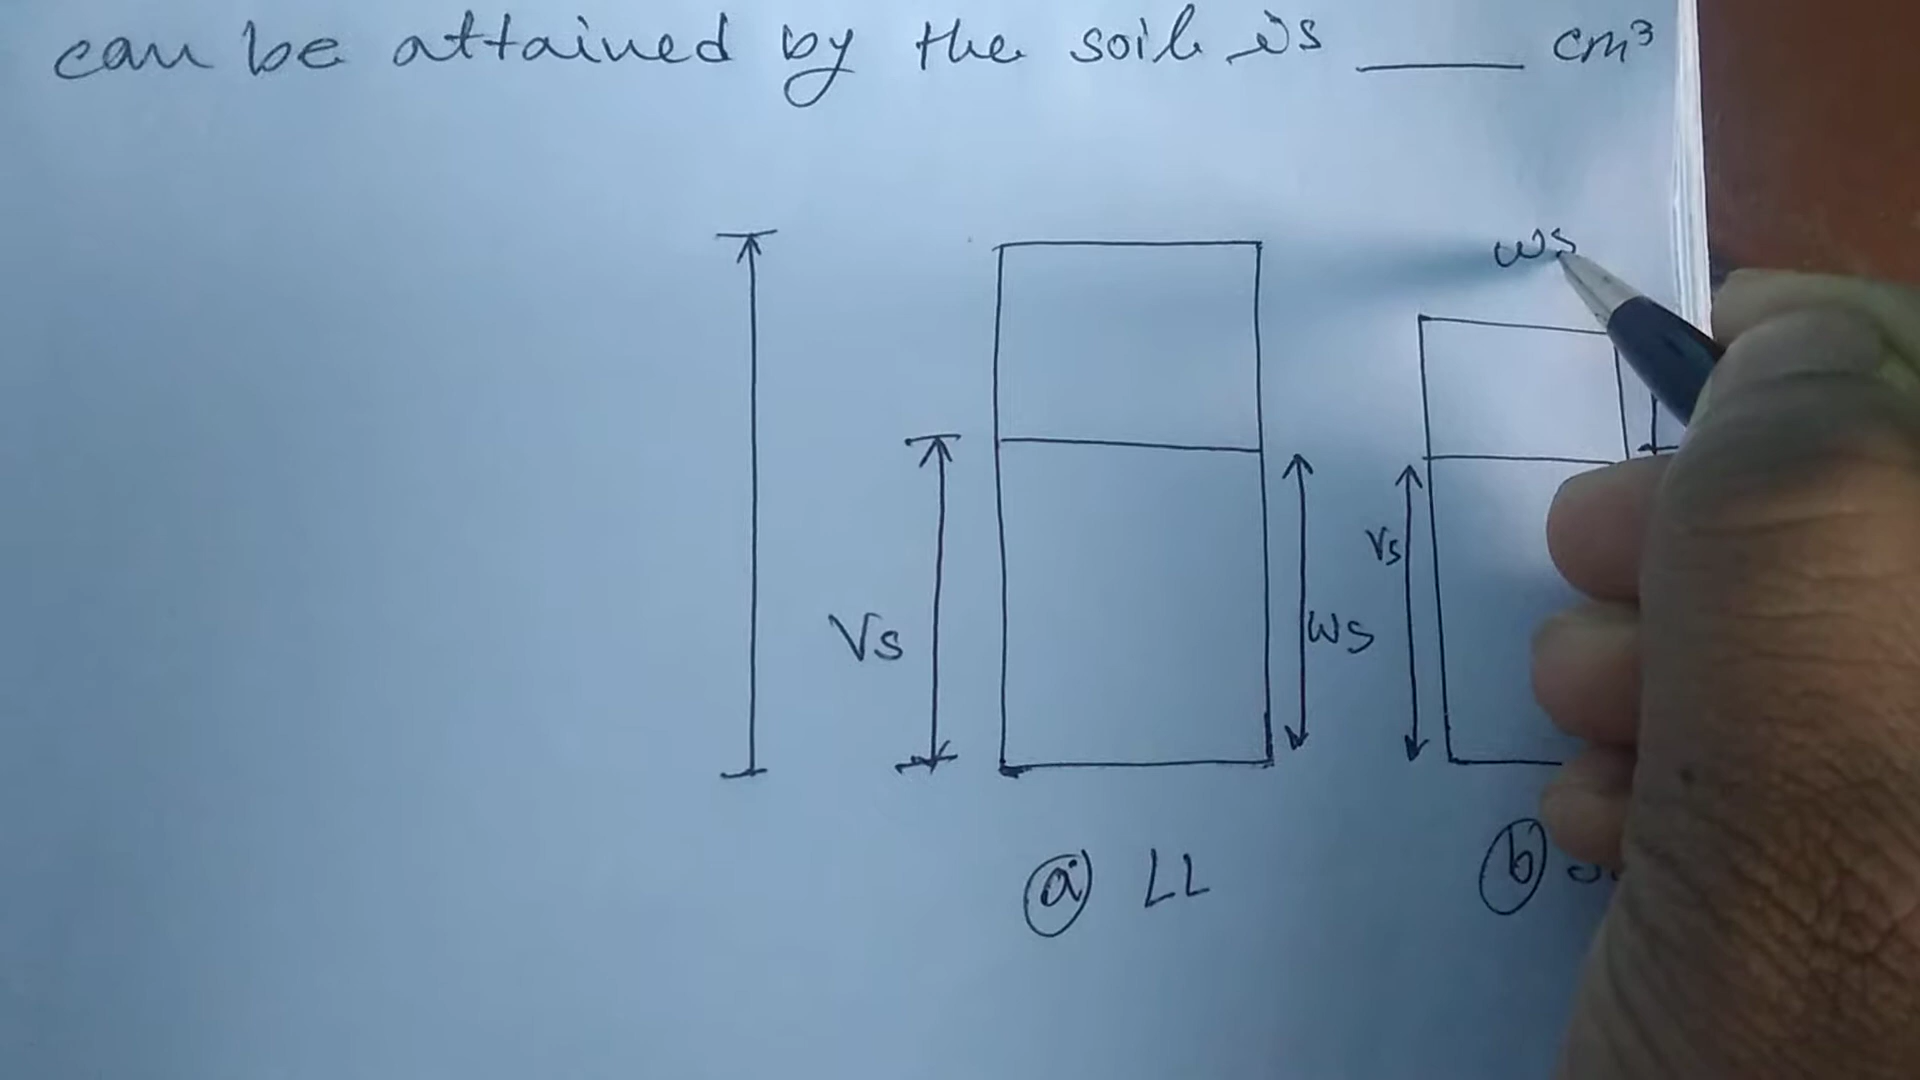 can be attained by the soil is ____ cm³
ws
Vs
Vs
Ws
a LL
b